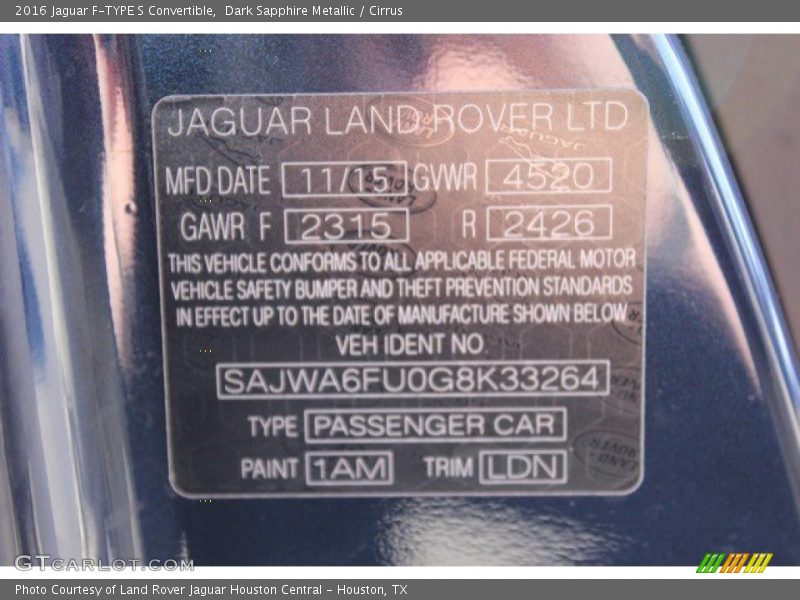 2016 Jaguar F-TYPE S Convertible, Dark Sapphire Metallic / Cirrus
JAGUAR LAND ROVER LTD
MFD DATE 11/15 GVWR 4520
GAWR F 2315 R 2426
THIS VEHICLE CONFORMS TO ALL APPLICABLE FEDERAL MOTOR
VEHICLE SAFETY BUMPER AND THEFT PREVENTION STANDARDS
IN EFFECT UP TO THE DATE OF MANUFACTURE SHOWN BELOW
VEH IDENT NO
SAJWA6FU0G8K33264
TYPE PASSENGER CAR
PAINT 1AM TRIM LDN
GTCARLOT.COM
Photo Courtesy of Land Rover Jaguar Houston Central - Houston, TX